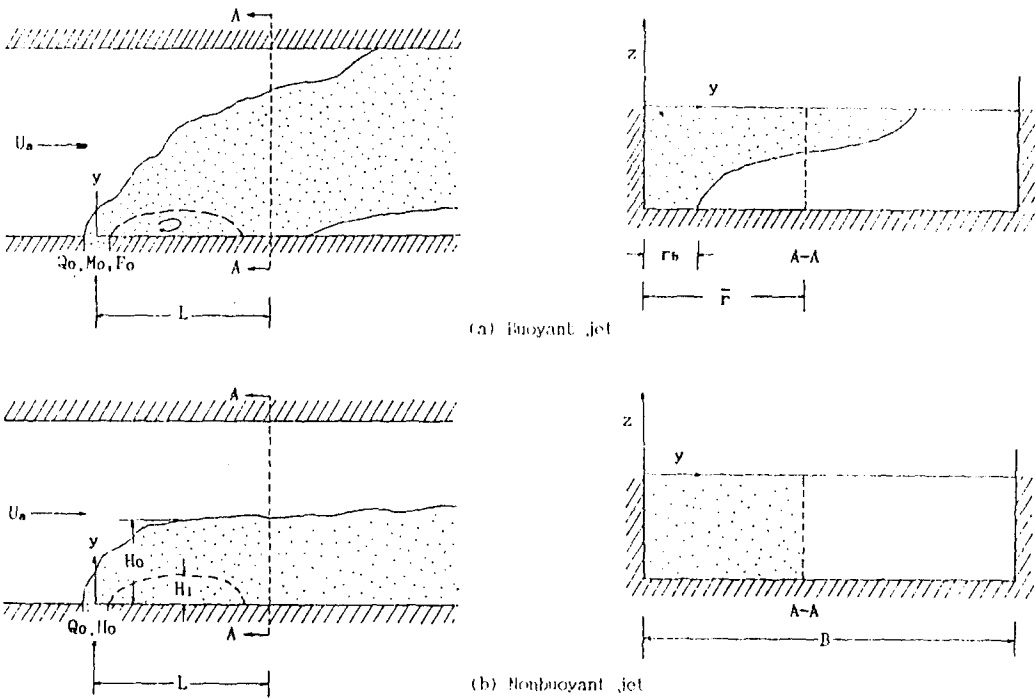 A
z
y
Ua
y
A
Qo,Mo,Fo
rb
A-A
r̄
L
(a) Buoyant jet
A
z
y
Ua
y
Ho
H1
A-A
Qo,Mo
A
B
L
(b) Nonbuoyant jet